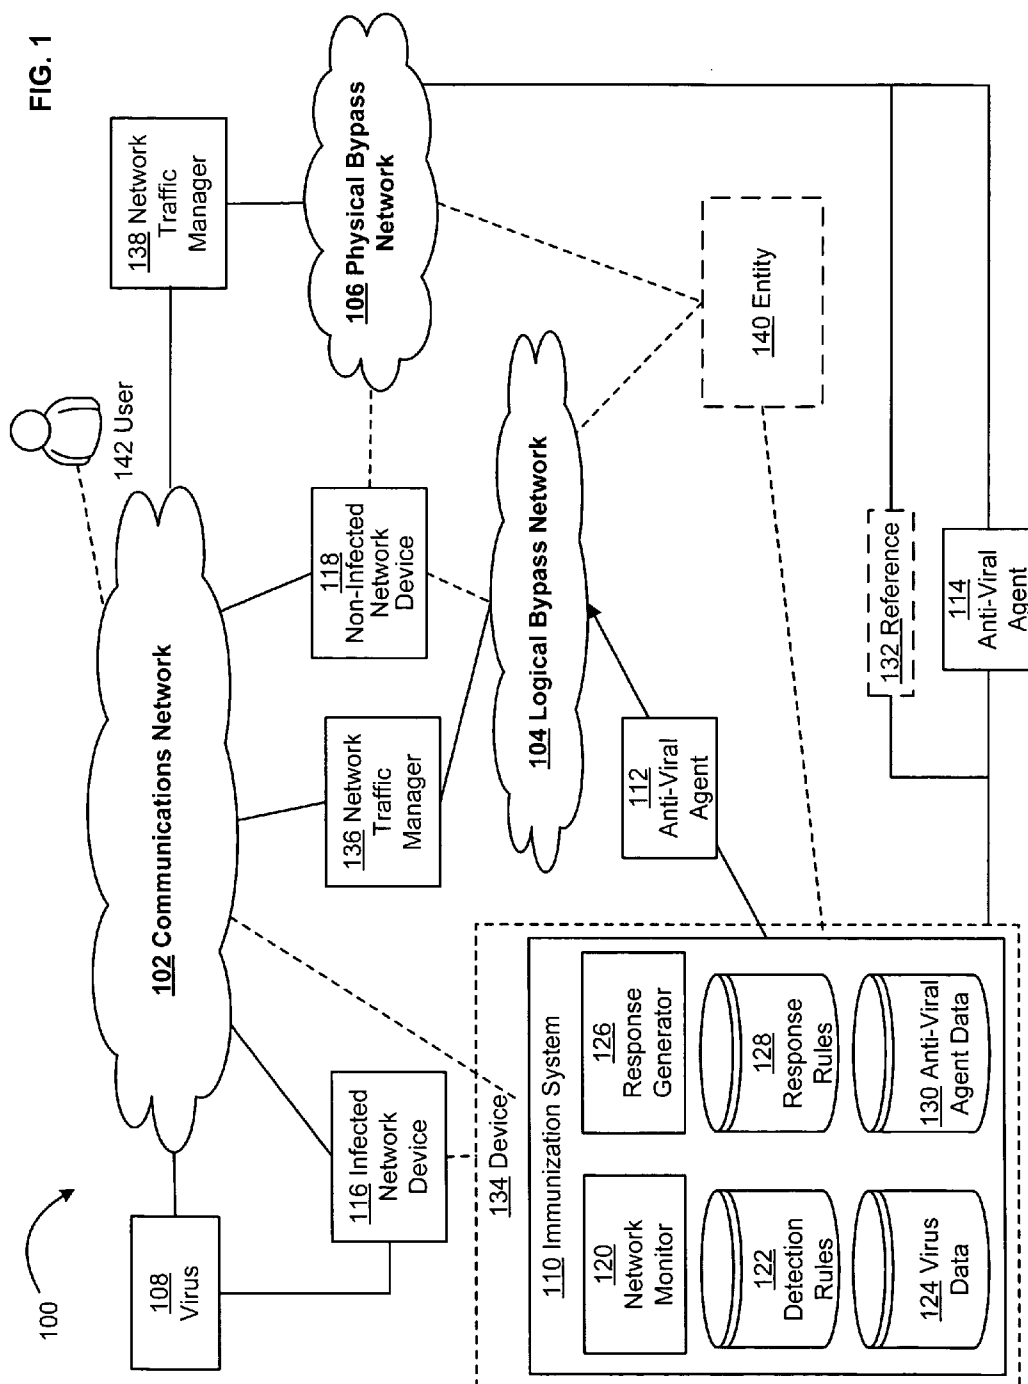 FIG. 1
100
108
Virus
102 Communications Network
142 User
138 Network
Traffic
Manager
116 Infected
Network
Device
136 Network
Traffic
Manager
118
Non-Infected
Network
Device
106 Physical Bypass
Network
104 Logical Bypass Network
134 Device
110 Immunization System
120
Network
Monitor
126
Response
Generator
122
Detection
Rules
128
Response
Rules
124 Virus
Data
130 Anti-Viral
Agent Data
112
Anti-Viral
Agent
140 Entity
132 Reference
114
Anti-Viral
Agent